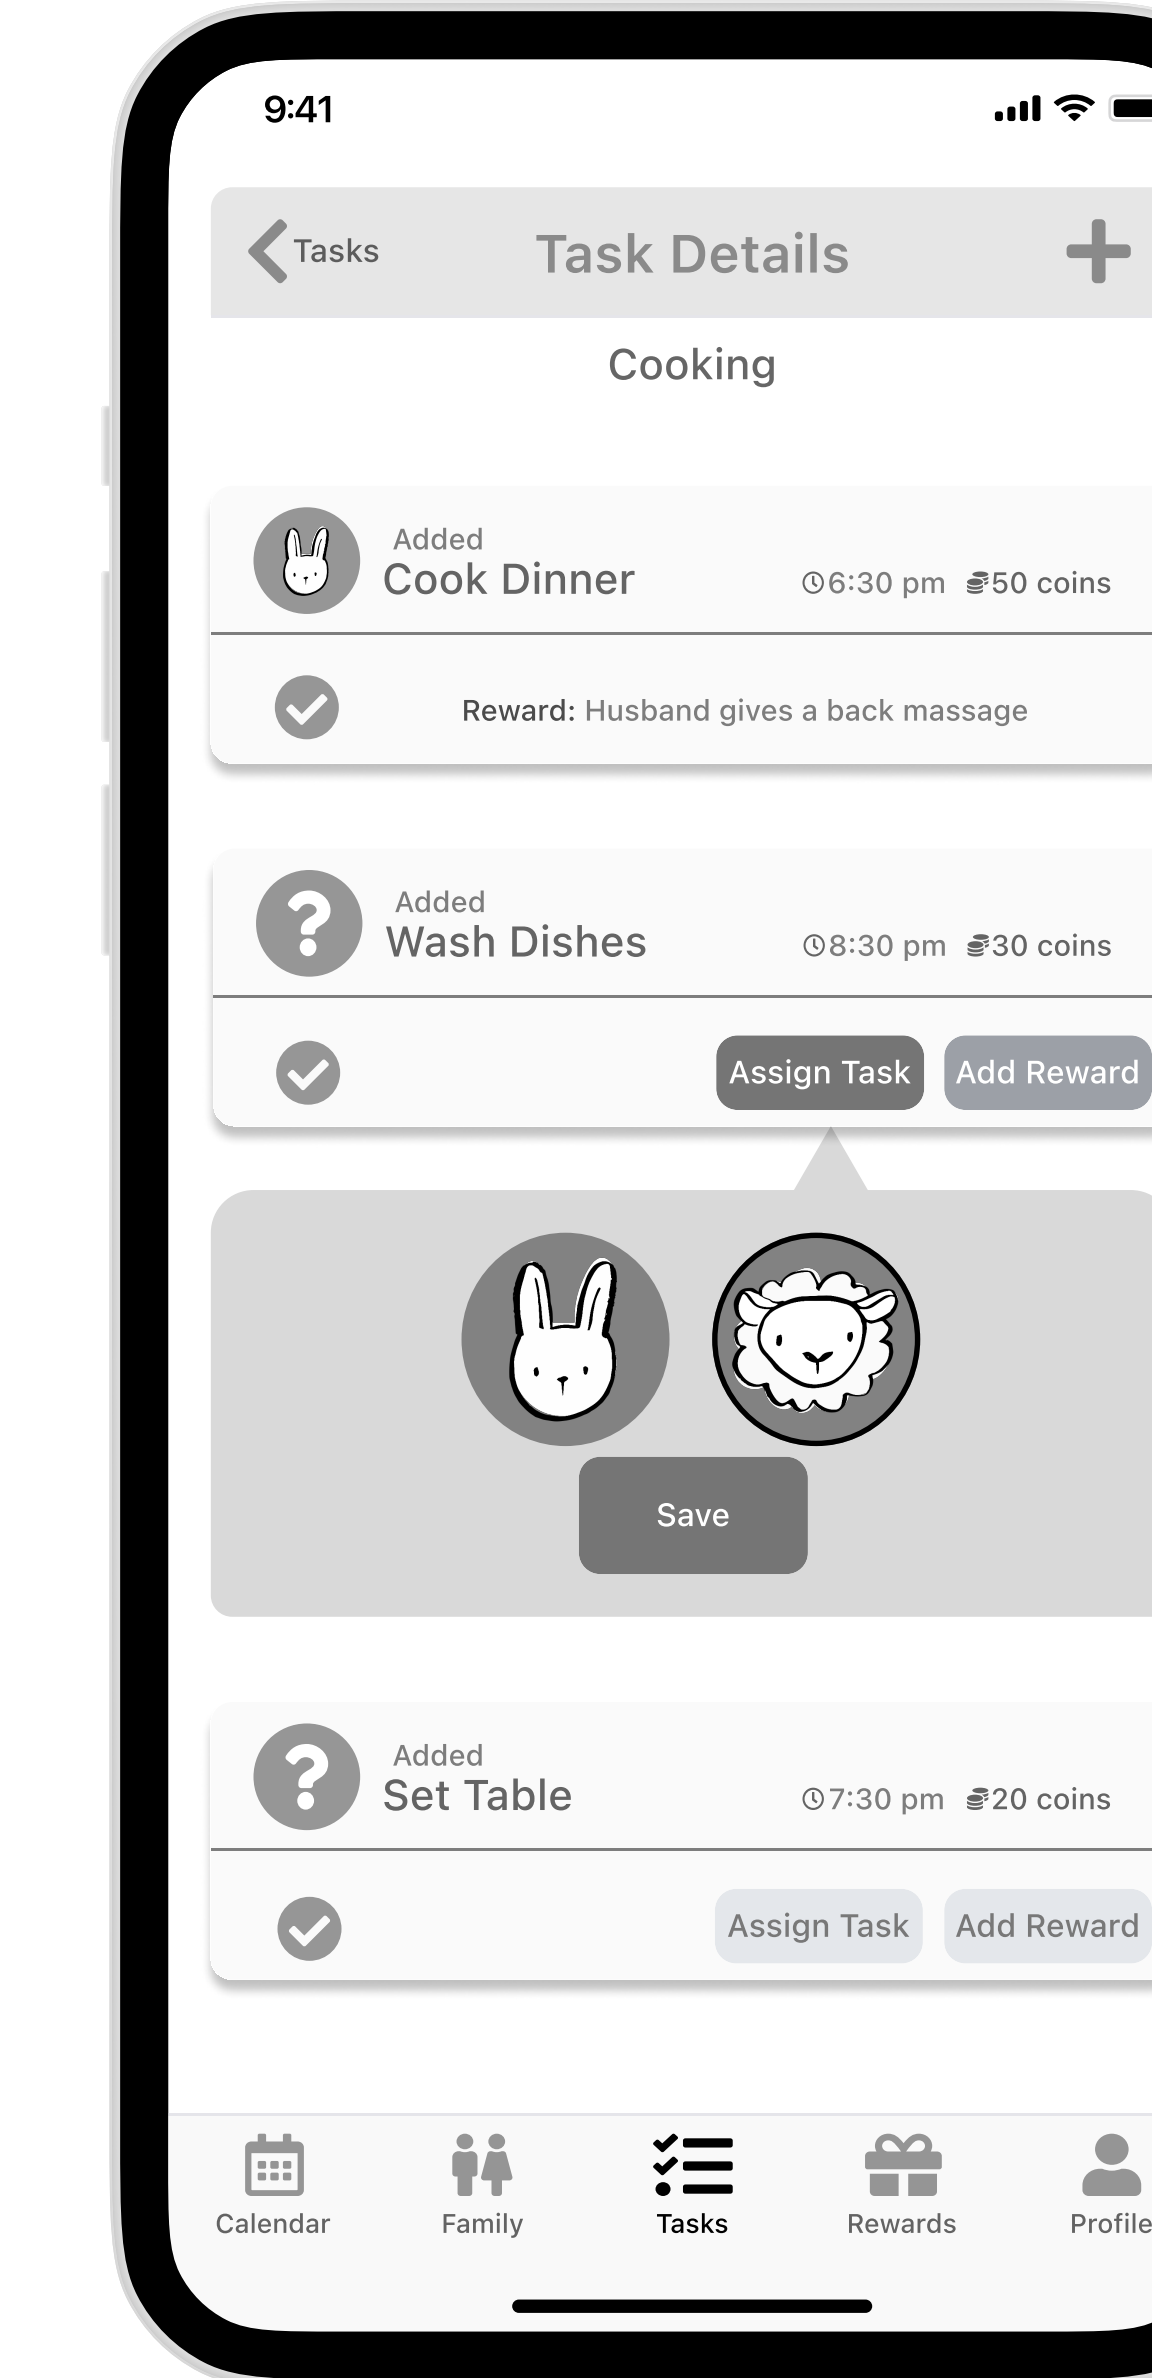 9:41
Tasks
Task Details
Cooking
Added
Cook Dinner
6:30 pm 50 coins
Reward: Husband gives a back massage
Added
Wash Dishes
8:30 pm 30 coins
Assign Task Add Reward
Save
Added
Set Table
7:30 pm 20 coins
Assign Task Add Reward
Calendar Family Tasks Rewards Profile